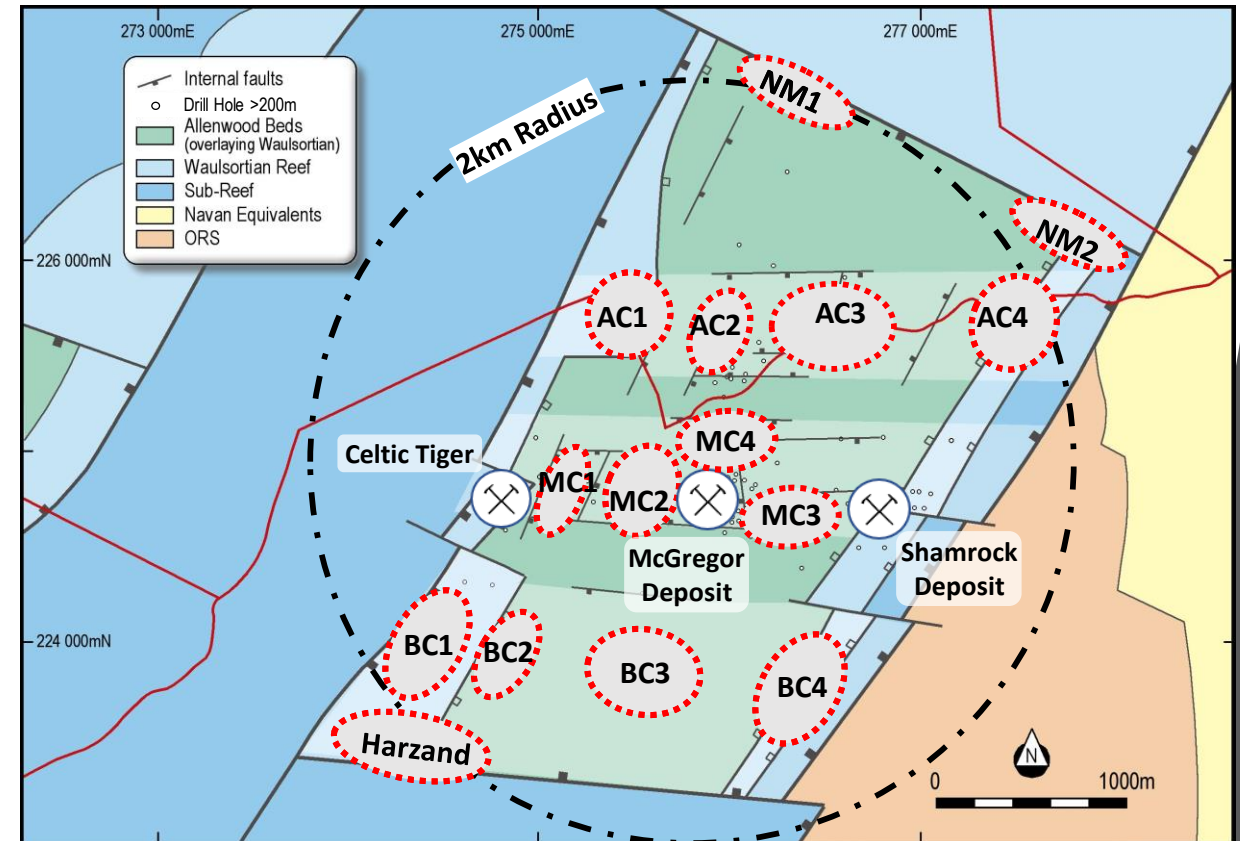 273 000mE
275 000mE
277 000mE
Internal faults
Drill Hole >200m
Allenwood Beds
(overlaying Waulsortian)
Waulsortian Reef
Sub-Reef
Navan Equivalents
ORS
2km Radius
NM1
NM2
226 000mN
AC1
AC2
AC3
AC4
MC4
Celtic Tiger
MC1
MC2
MC3
McGregor
Deposit
Shamrock
Deposit
224 000mN
BC1
BC2
BC3
BC4
Harzand
N
0
1000m